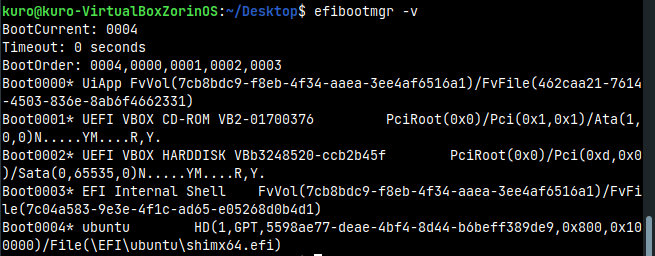 kuro@kuro-VirtualBoxZorinOS:~/Desktop$ efibootmgr -v
BootCurrent: 0004
Timeout: 0 seconds
BootOrder: 0004,0000,0001,0002,0003
Boot0000* UiApp FvVol(7cb8bdc9-f8eb-4f34-aaea-3ee4af6516a1)/FvFile(462caa21-7614
-4503-836e-8ab6f4662331)
Boot0001* UEFI VBOX CD-ROM VB2-01700376 PciRoot(0x0)/Pci(0x1,0x1)/Ata(1,
0,0)N.....YM....R,Y.
Boot0002* UEFI VBOX HARDDISK VBb3248520-ccb2b45f PciRoot(0x0)/Pci(0xd,0x0
)/Sata(0,65535,0)N.....YM....R,Y.
Boot0003* EFI Internal Shell FvVol(7cb8bdc9-f8eb-4f34-aaea-3ee4af6516a1)/FvFi
le(7c04a583-9e3e-4f1c-ad65-e05268d0b4d1)
Boot0004* ubuntu HD(1,GPT,5598ae77-deae-4bf4-8d44-b6beff389de9,0x800,0x10
0000)/File(\EFI\ubuntu\shimx64.efi)